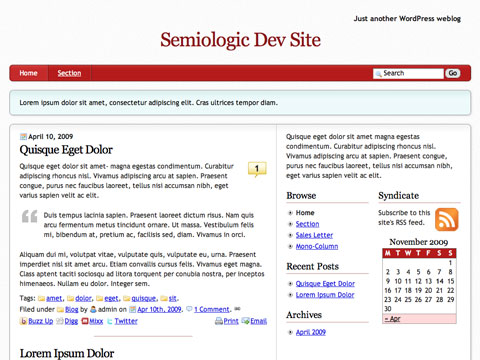 Just another WordPress weblog
Semiologic Dev Site
Home Section Search Go
Lorem ipsum dolor sit amet, consectetur adipiscing elit. Cras ultrices tempor diam.
April 10, 2009
Quisque Eget Dolor
Quisque eget dolor sit amet- magna egestas condimentum. Curabitur
adipiscing rhoncus nisl. Vivamus adipiscing arcu at sapien. Praesent
congue, purus nec faucibus laoreet, tellus nisi accumsan nibh, eget
varius sapien velit ac elit.
1
Duis tempus lacinia sapien. Praesent laoreet dictum risus. Nam quis
arcu fermentum metus tincidunt ornare. Ut massa. Vestibulum felis
mi, bibendum at, pretium ac, facilisis sed, diam. Vivamus in orci.
Aliquam dui mi, volutpat vitae, vulputate quis, vulputate eu, urna. Praesent
imperdiet nisi sit amet arcu. Etiam convallis cursus felis. Vivamus eget magna.
Class aptent taciti sociosqu ad litora torquent per conubia nostra, per inceptos
himenaeos. Nullam eu dolor. Integer sem.
Tags: amet, dolor, eget, quisque, sit.
Filed under Blog by admin on Apr 10th, 2009. 1 Comment.
Buzz Up Digg Mixx Twitter Print Email
Lorem Ipsum Dolor
Quisque eget dolor sit amet magna egestas condimentum.
Curabitur adipiscing rhoncus nisl. Vivamus adipiscing arcu at
sapien. Praesent congue, purus nec faucibus laoreet, tellus
nisi accumsan nibh, eget varius sapien velit ac elit.
Browse
Home
Section
Sales Letter
Mono-Column
Recent Posts
Quisque Eget Dolor
Lorem Ipsum Dolor
Archives
April 2009
Syndicate
Subscribe to this
site's RSS feed.
November 2009
M T W T F S S
1
2 3 4 5 6 7 8
9 10 11 12 13 14 15
16 17 18 19 20 21 22
23 24 25 26 27 28 29
30
« Apr